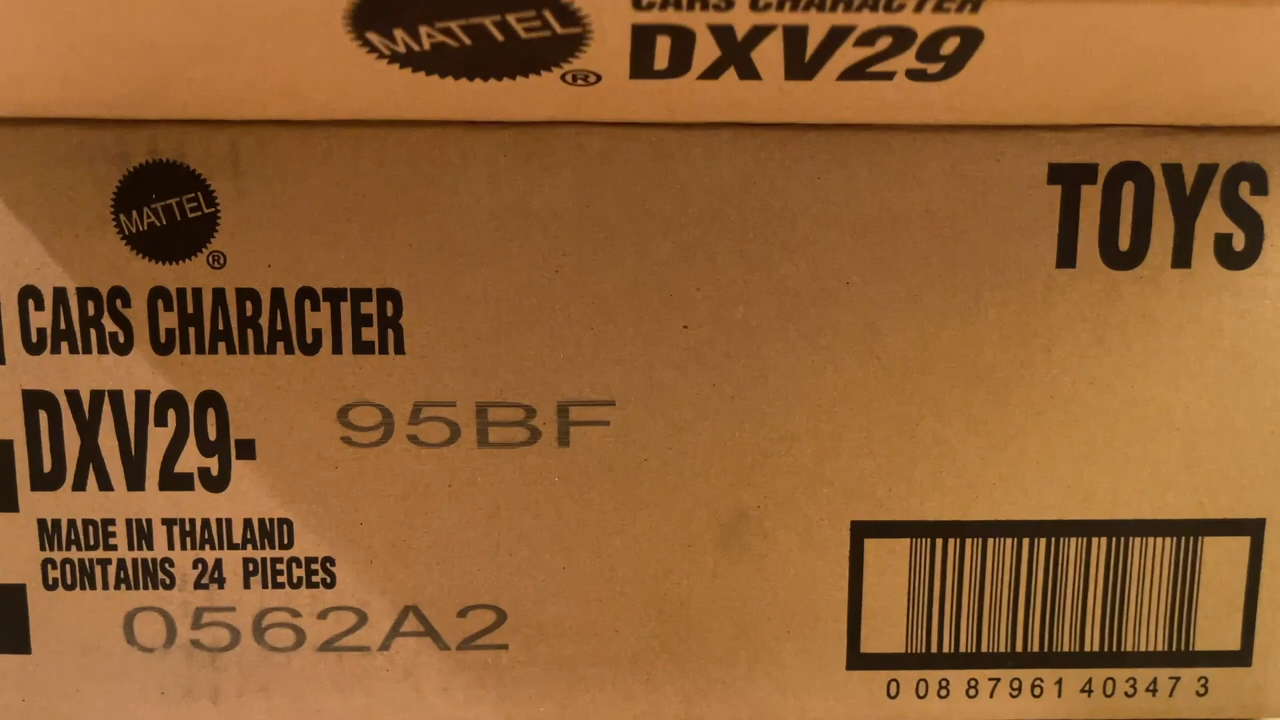 CARS CHARACTER
MATTEL
®
DXV29
MATTEL
®
TOYS
CARS CHARACTER
DXV29- 95BF
MADE IN THAILAND
CONTAINS 24 PIECES
0562A2
0 08 87961 40347 3